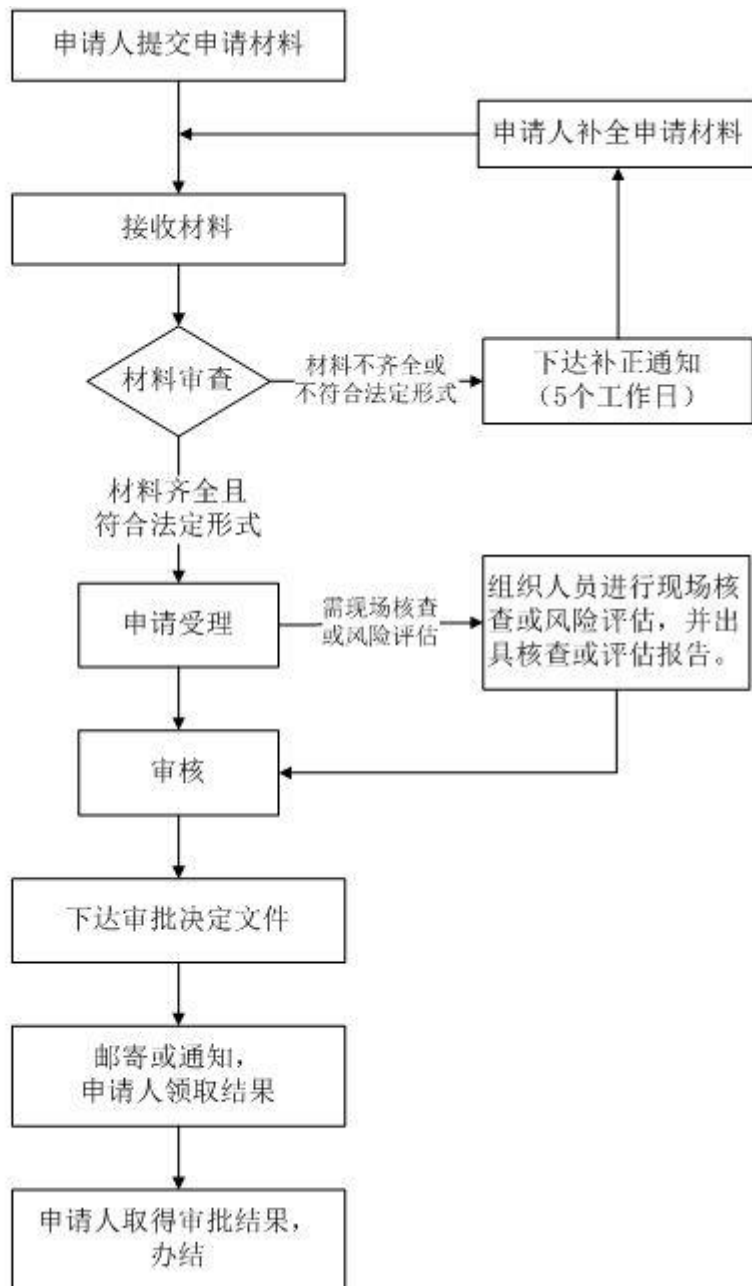 申请人提交申请材料
申请人补全申请材料
接收材料
材料审查
材料不齐全或
不符合法定形式
下达补正通知
（5个工作日）
材料齐全且
符合法定形式
申请受理
需现场核查
或风险评估
组织人员进行现场核
查或风险评估，并出
具核查或评估报告。
审核
下达审批决定文件
邮寄或通知，
申请人领取结果
申请人取得审批结果，
办结